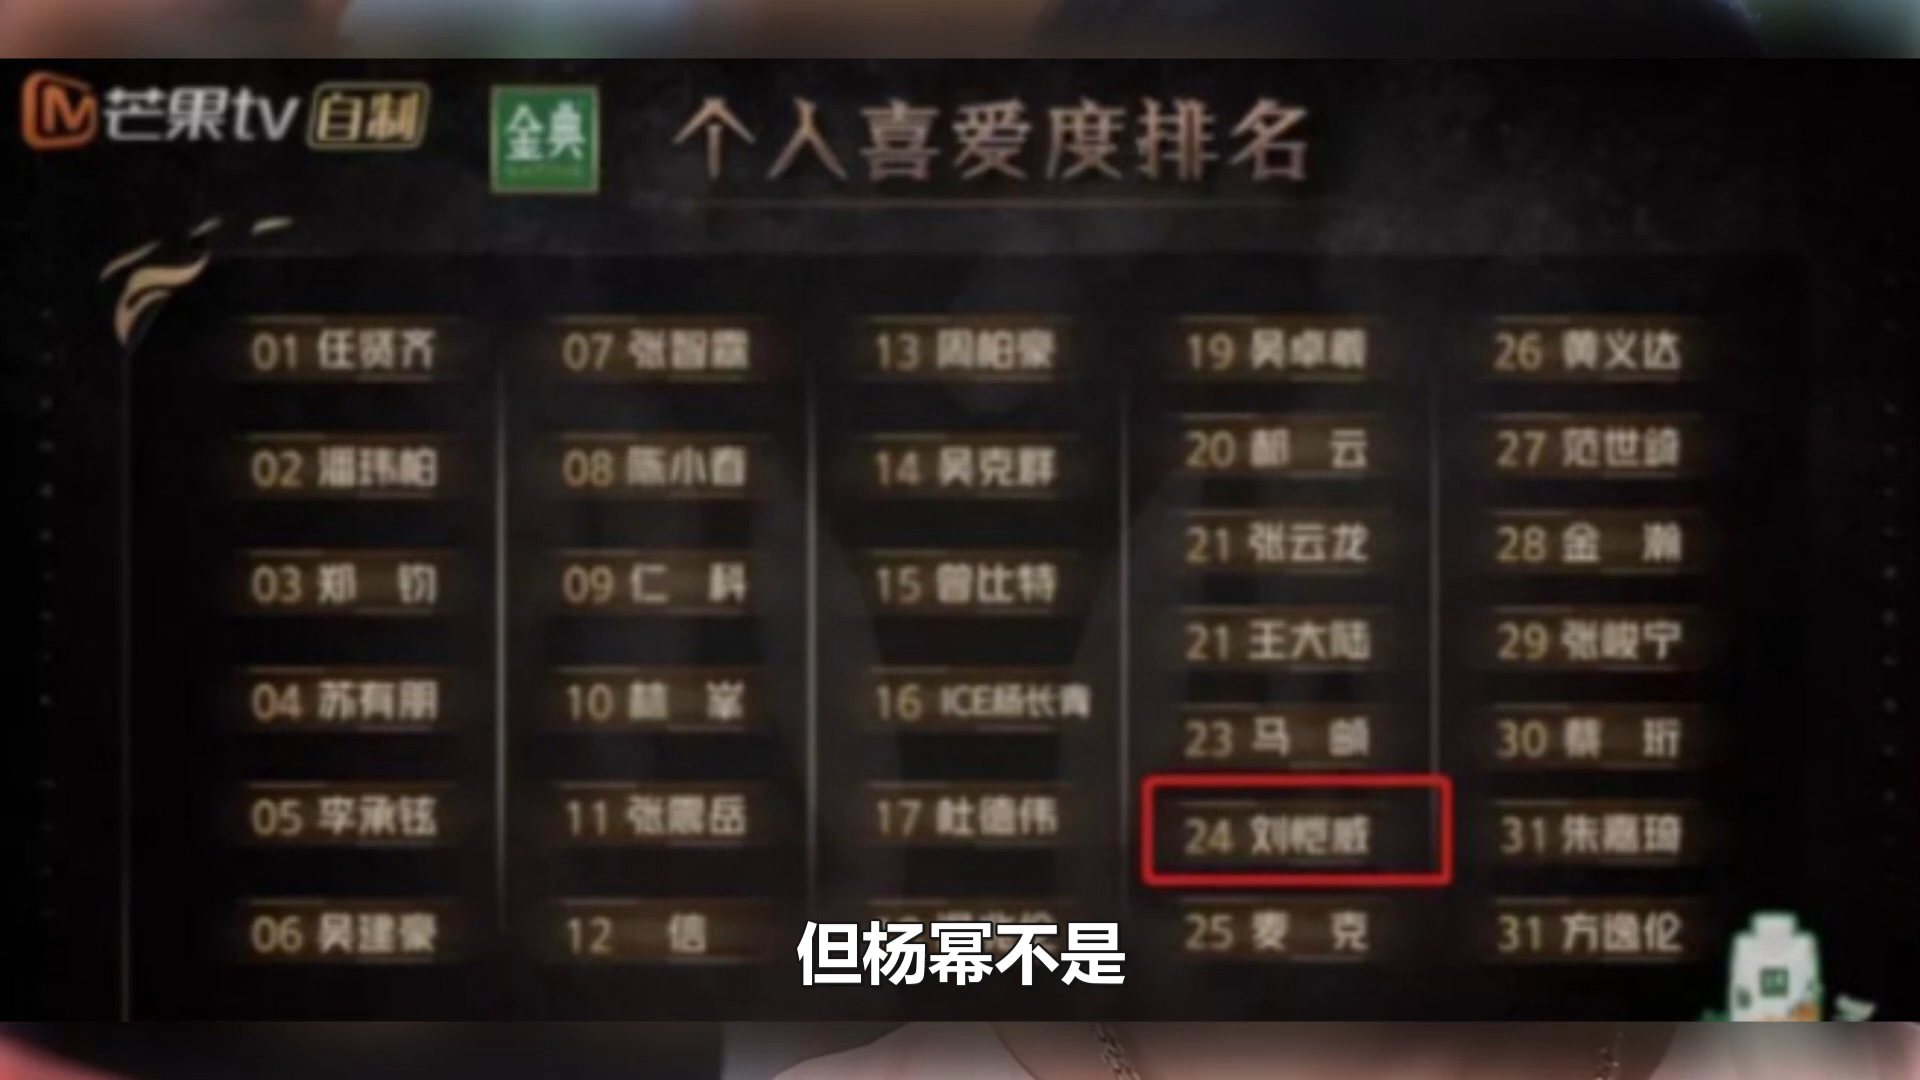 芒果tv 自制
金典
个人喜爱度排名
01 任贤齐
02 潘玮柏
03 郑 钧
04 苏有朋
05 李承铉
06 吴建豪
07 张智霖
08 陈小春
09 仁 科
10 林 峯
11 张震岳
12 信
13 周柏豪
14 吴克群
15 曾比特
16 ICE杨长青
17 杜德伟
19 吴卓羲
20 郝 云
21 张云龙
21 王大陆
23 马 頔
24 刘恺威
25 麦 克
26 黄义达
27 范世錡
28 金 瀚
29 张峻宁
30 蔡 珩
31 朱嘉琦
31 方逸伦
但杨幂不是